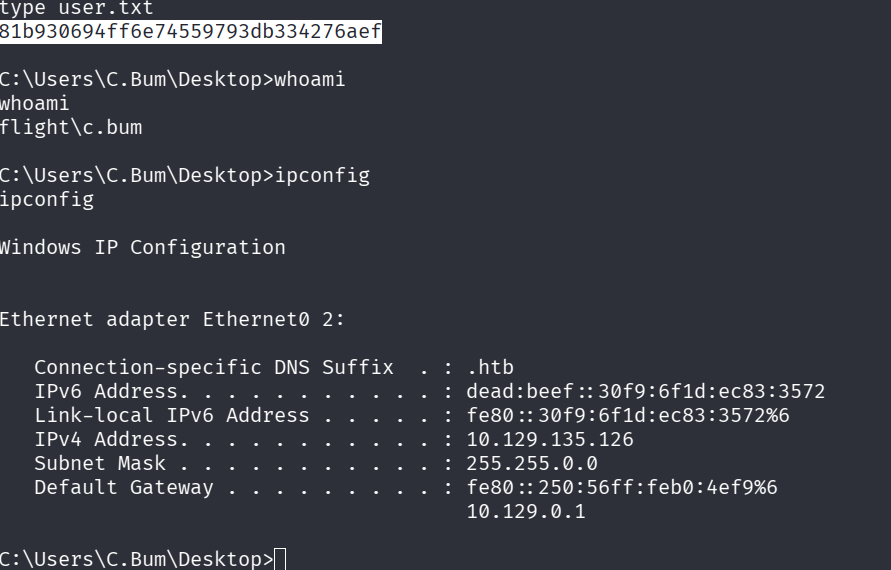 type user.txt
81b930694ff6e74559793db334276aef
C:\Users\C.Bum\Desktop>whoami
whoami
flight\c.bum
C:\Users\C.Bum\Desktop>ipconfig
ipconfig
Windows IP Configuration
Ethernet adapter Ethernet0 2:
Connection-specific DNS Suffix  . : .htb
IPv6 Address. . . . . . . . . . . : dead:beef::30f9:6f1d:ec83:3572
Link-local IPv6 Address . . . . . : fe80::30f9:6f1d:ec83:3572%6
IPv4 Address. . . . . . . . . . . : 10.129.135.126
Subnet Mask . . . . . . . . . . . : 255.255.0.0
Default Gateway . . . . . . . . . : fe80::250:56ff:feb0:4ef9%6
10.129.0.1
C:\Users\C.Bum\Desktop>